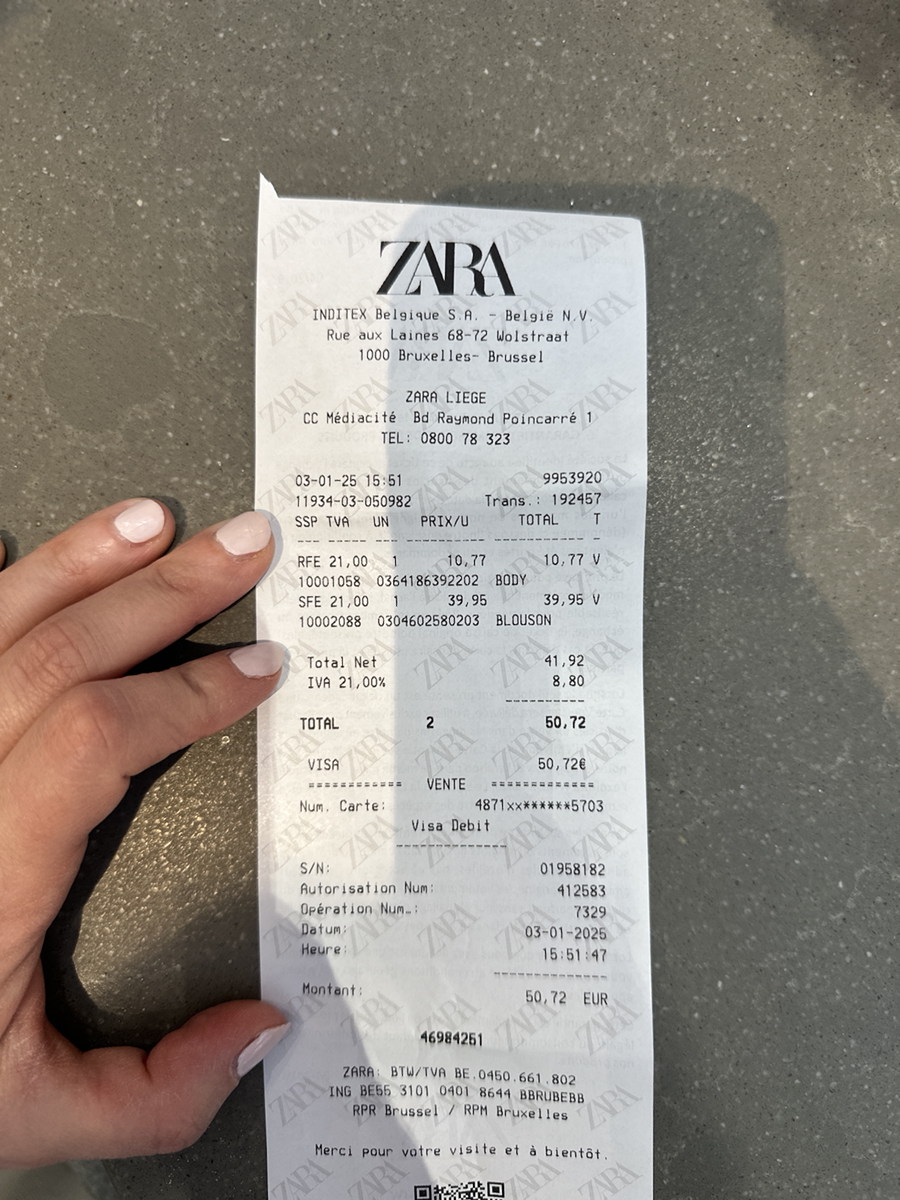 ZARA
INDITEX Belgique S.A. - België N.V.
Rue aux Laines 68-72 Wolstraat
1000 Bruxelles- Brussel
ZARA LIEGE
CC Médiacité Bd Raymond Poincarré 1
TEL: 0800 78 323
03-01-25 15:51 9953920
11934-03-050982 Trans.: 192457
SSP TVA UN PRIX/U TOTAL T
--- ----- --- ---------- ----------- -
RFE 21,00 1 10,77 10,77 V
10001058 0364186392202 BODY
SFE 21,00 1 39,95 39,95 V
10002088 0304602580203 BLOUSON
Total Net 41,92
IVA 21,00% 8,80
----------
TOTAL 2 50,72
VISA 50,72€
============ VENTE =============
Num. Carte: 4871xx******5703
Visa Debit
--------------
S/N: 01958182
Autorisation Num: 412583
Opération Num.: 7329
Datum: 03-01-2025
Heure: 15:51:47
--------------
Montant: 50,72 EUR
46984251
ZARA: BTW/TVA BE.0450.661.802
ING BE55 3101 0401 8644 BBRUBEBB
RPR Brussel / RPM Bruxelles
Merci pour votre visite et à bientôt.